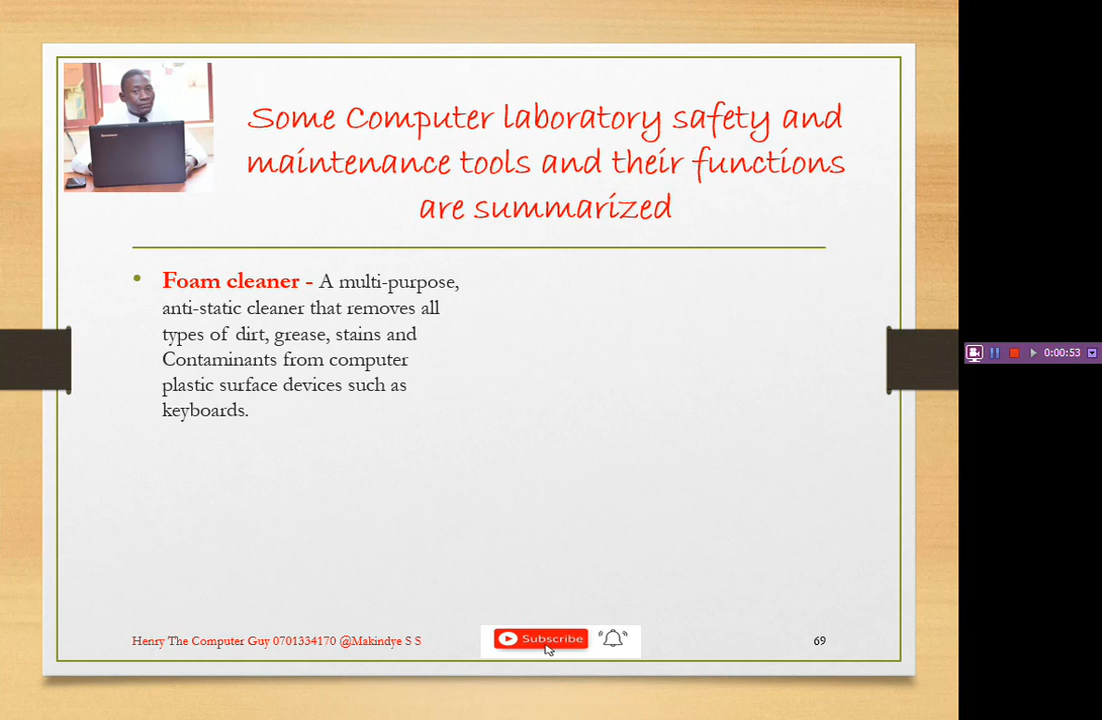 Some Computer laboratory safety and
maintenance tools and their functions
are summarized
• Foam cleaner - A multi-purpose,
anti-static cleaner that removes all
types of dirt, grease, stains and
Contaminants from computer
plastic surface devices such as
keyboards.
Henry The Computer Guy 0701334170 @Makindye S S
Subscribe
69
0:00:53